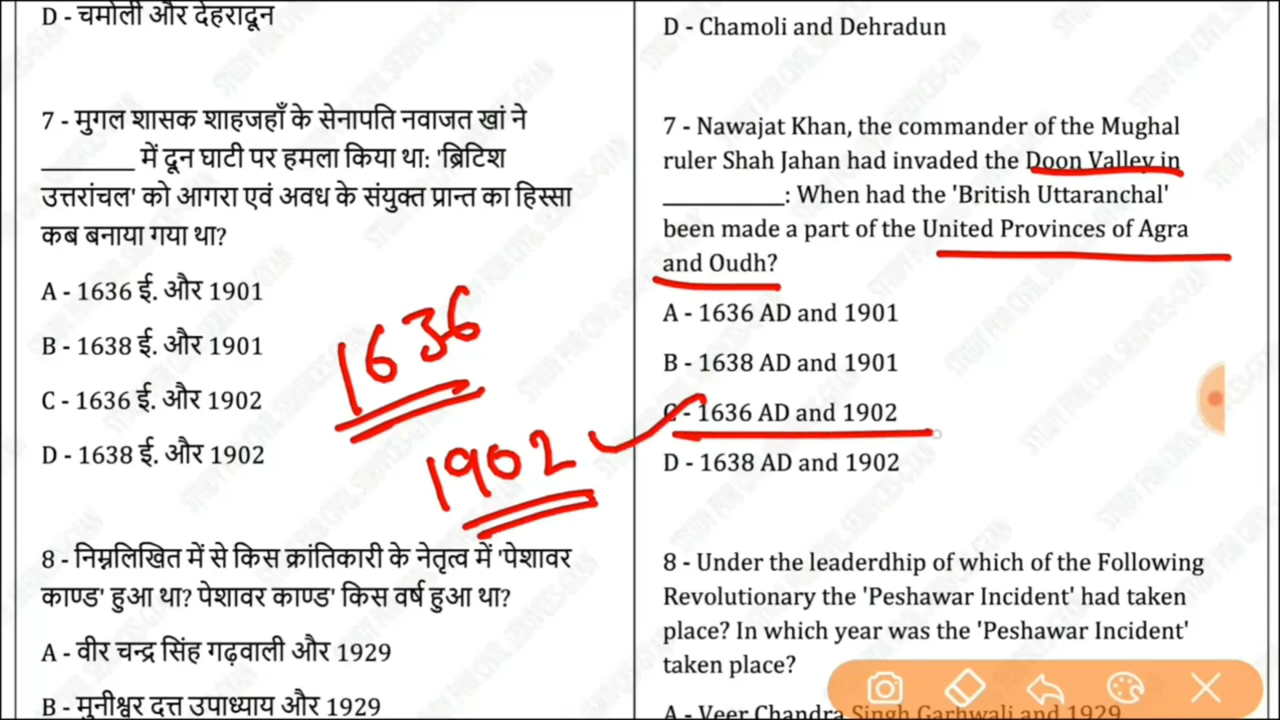 D - चमोली और देहरादून
7 - मुगल शासक शाहजहाँ के सेनापति नवाजत खां ने
________ में दून घाटी पर हमला किया था: 'ब्रिटिश
उत्तरांचल' को आगरा एवं अवध के संयुक्त प्रान्त का हिस्सा
कब बनाया गया था?
A - 1636 ई. और 1901
B - 1638 ई. और 1901
C - 1636 ई. और 1902
D - 1638 ई. और 1902
1636
1902
8 - निम्नलिखित में से किस क्रांतिकारी के नेतृत्व में 'पेशावर
काण्ड' हुआ था? पेशावर काण्ड' किस वर्ष हुआ था?
A - वीर चन्द्र सिंह गढ़वाली और 1929
B - मुनीश्वर दत्त उपाध्याय और 1929
D - Chamoli and Dehradun
7 - Nawajat Khan, the commander of the Mughal
ruler Shah Jahan had invaded the Doon Valley in
___________: When had the 'British Uttaranchal'
been made a part of the United Provinces of Agra
and Oudh?
A - 1636 AD and 1901
B - 1638 AD and 1901
C - 1636 AD and 1902
D - 1638 AD and 1902
8 - Under the leaderdhip of which of the Following
Revolutionary the 'Peshawar Incident' had taken
place? In which year was the 'Peshawar Incident'
taken place?
A - Veer Chandra Singh Garhwali and 1929